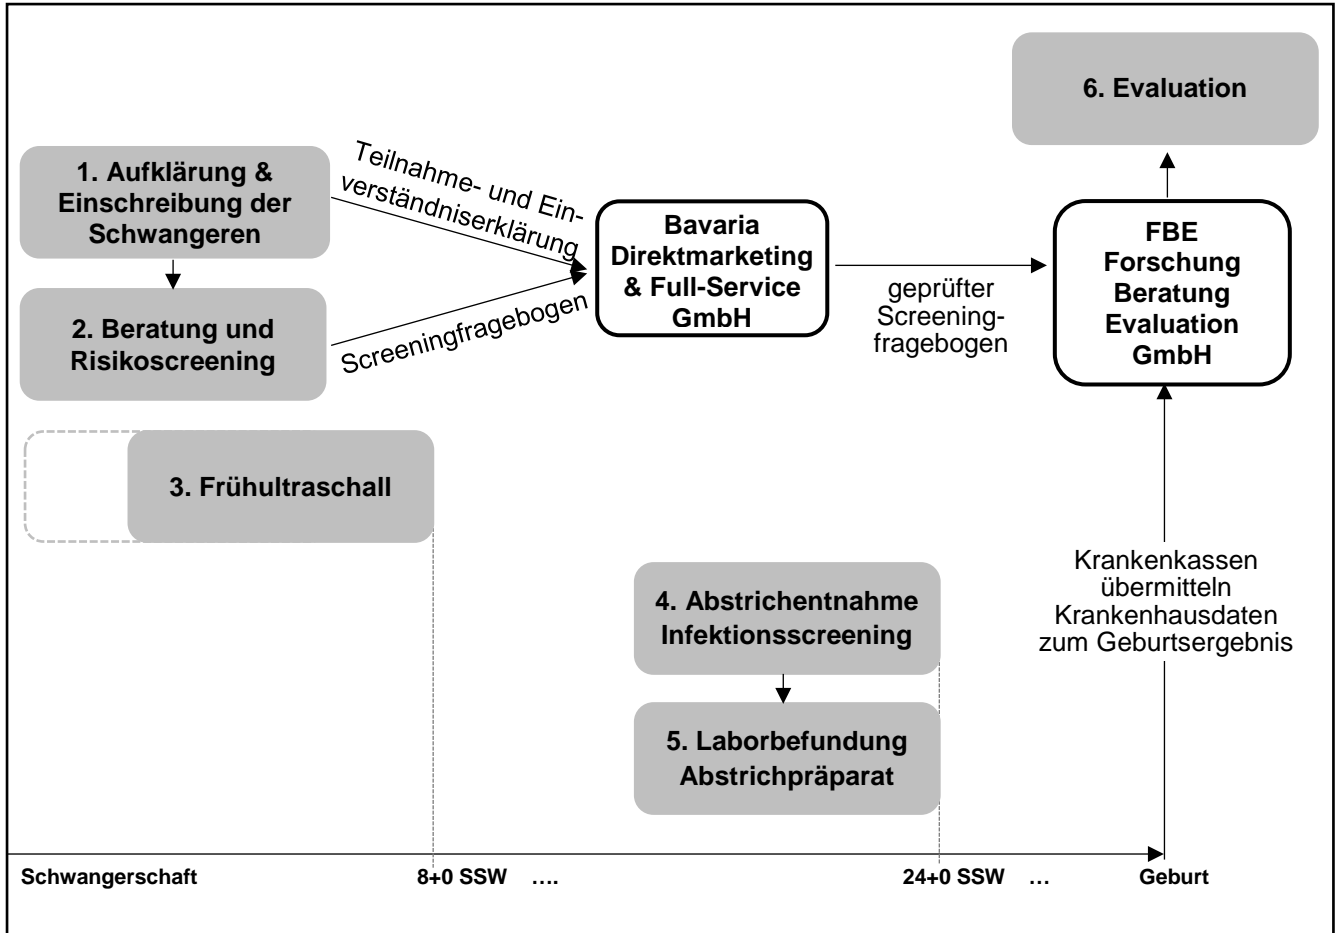 6. Evaluation
1. Aufklärung &
Einschreibung der
Schwangeren
Teilnahme- und Ein-
verständniserklärung
Bavaria
Direktmarketing
& Full-Service
GmbH
FBE
Forschung
Beratung
Evaluation
GmbH
geprüfter
Screening-
fragebogen
2. Beratung und
Risikoscreening
Screeningfragebogen
3. Frühultraschall
Krankenkassen
übermitteln
Krankenhausdaten
zum Geburtsergebnis
4. Abstrichentnahme
Infektionsscreening
5. Laborbefundung
Abstrichpräparat
Schwangerschaft 8+0 SSW .... 24+0 SSW ... Geburt